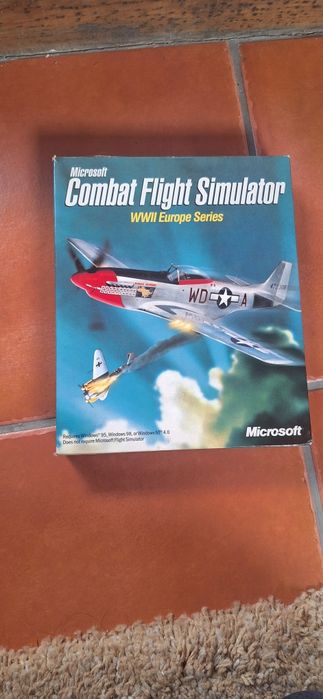 Microsoft
Combat Flight Simulator
WWII Europe Series
WD
A
Requires Windows® 95, Windows 98, or Windows NT® 4.0
Does not require Microsoft Flight Simulator
Microsoft